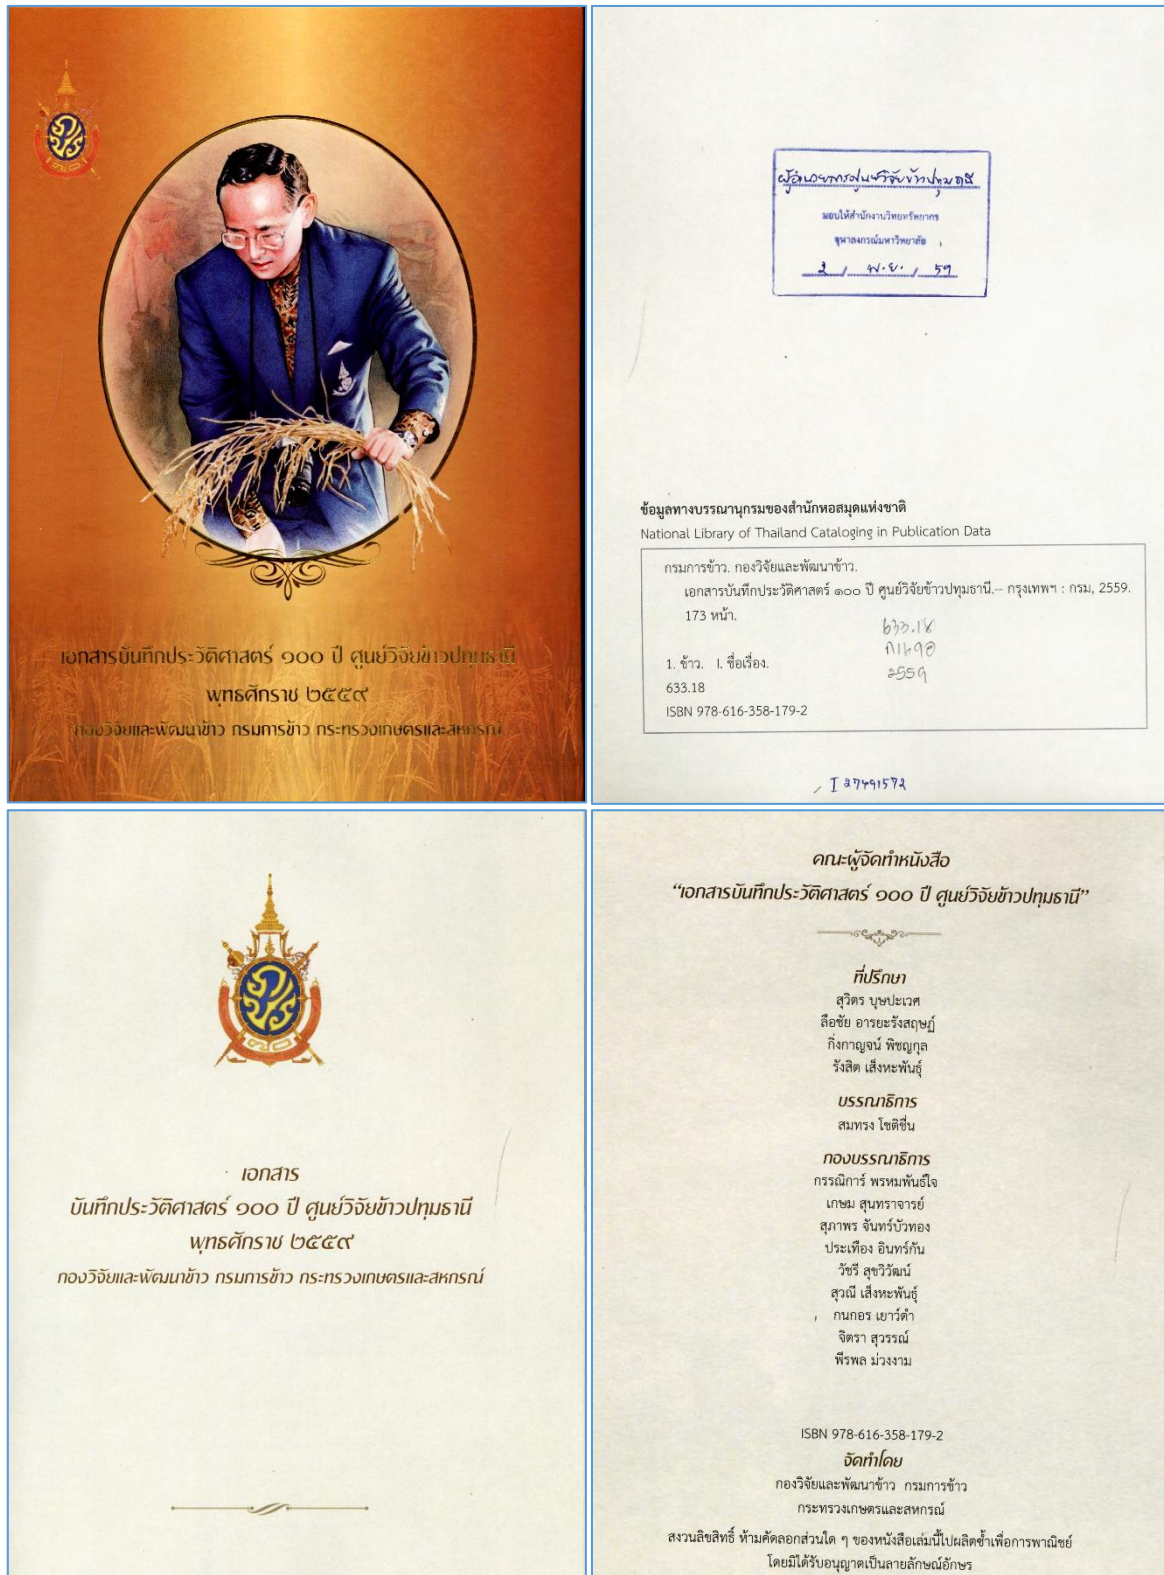 เอกสารบันทึกประวัติศาสตร์ ๑๐๐ ปี ศูนย์วิจัยข้าวปทุมธานี
พุทธศักราช ๒๕๕๙
กองวิจัยและพัฒนาข้าว กรมการข้าว กระทรวงเกษตรและสหกรณ์
ผู้อำนวยการศูนย์วิจัยข้าวปทุมธานี
มอบให้สำนักงานวิทยทรัพยากร
จุฬาลงกรณ์มหาวิทยาลัย
2 / พ.ย. / 59
ข้อมูลทางบรรณานุกรมของสำนักหอสมุดแห่งชาติ
National Library of Thailand Cataloging in Publication Data
กรมการข้าว. กองวิจัยและพัฒนาข้าว.
เอกสารบันทึกประวัติศาสตร์ ๑๐๐ ปี ศูนย์วิจัยข้าวปทุมธานี.-- กรุงเทพฯ : กรม, 2559.
173 หน้า.
633.18
2559
1. ข้าว. I. ชื่อเรื่อง.
633.18
ISBN 978-616-358-179-2
I 27491572
เอกสาร
บันทึกประวัติศาสตร์ ๑๐๐ ปี ศูนย์วิจัยข้าวปทุมธานี
พุทธศักราช ๒๕๕๙
กองวิจัยและพัฒนาข้าว กรมการข้าว กระทรวงเกษตรและสหกรณ์
คณะผู้จัดทำหนังสือ
“เอกสารบันทึกประวัติศาสตร์ ๑๐๐ ปี ศูนย์วิจัยข้าวปทุมธานี”
ที่ปรึกษา
สุวิตร บุษปะเวศ
ลือชัย อารยะรังสฤษฏ์
กิ่งกาญจน์ พิชญกุล
รังสิต เส็งหะพันธุ์
บรรณาธิการ
สมทรง โชติชื่น
กองบรรณาธิการ
กรรณิการ์ พรหมพันธ์ใจ
เกษม สุนทราจารย์
สุภาพร จันทร์บัวทอง
ประเทือง อินทร์กัน
วัชรี สุขวิวัฒน์
สุวณี เส็งหะพันธุ์
กนกอร เยาว์ดำ
จิตรา สุวรรณ์
พีรพล ม่วงงาม
ISBN 978-616-358-179-2
จัดทำโดย
กองวิจัยและพัฒนาข้าว กรมการข้าว
กระทรวงเกษตรและสหกรณ์
สงวนลิขสิทธิ์ ห้ามคัดลอกส่วนใด ๆ ของหนังสือเล่มนี้ไปผลิตซ้ำเพื่อการพาณิชย์
โดยมิได้รับอนุญาตเป็นลายลักษณ์อักษร